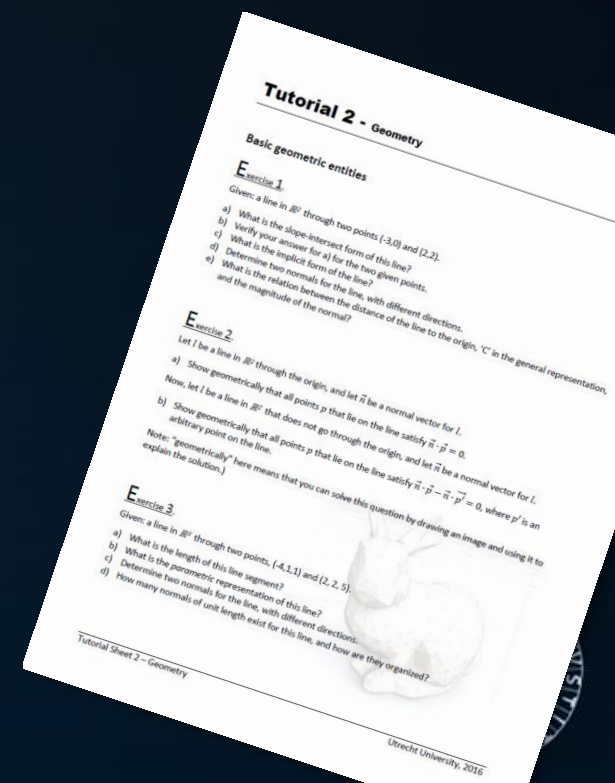 Tutorial 2 - Geometry
Basic geometric entities
Exercise 1.
Given: a line in ℝ² through two points (-3,0) and (2,2).
a) What is the slope-intersect form of this line?
b) Verify your answer for a) for the two given points.
c) What is the implicit form of the line?
d) Determine two normals for the line, with different directions.
e) What is the relation between the distance of the line to the origin, 'C' in the general representation,
and the magnitude of the normal?
Exercise 2.
Let l be a line in through the origin, and let n⃗ be a normal vector for l.
a) Show geometrically that all points p that lie on the line satisfy n⃗ · p⃗ = 0.
Now, let l be a line in that does not go through the origin, and let n⃗ be a normal vector for l.
b) Show geometrically that all points p that lie on the line satisfy n⃗ · p⃗ − n⃗ · p⃗' = 0, where p' is an
arbitrary point on the line.
Note: "geometrically" here means that you can solve this question by drawing an image and using it to
explain the solution.)
Exercise 3.
Given: a line in through two points, (-4,1,1) and (2, 2, 5).
a) What is the length of this line segment?
b) What is the parametric representation of this line?
c) Determine two normals for the line, with different directions.
d) How many normals of unit length exist for this line, and how are they organized?
Tutorial Sheet 2 – Geometry
Utrecht University, 2016